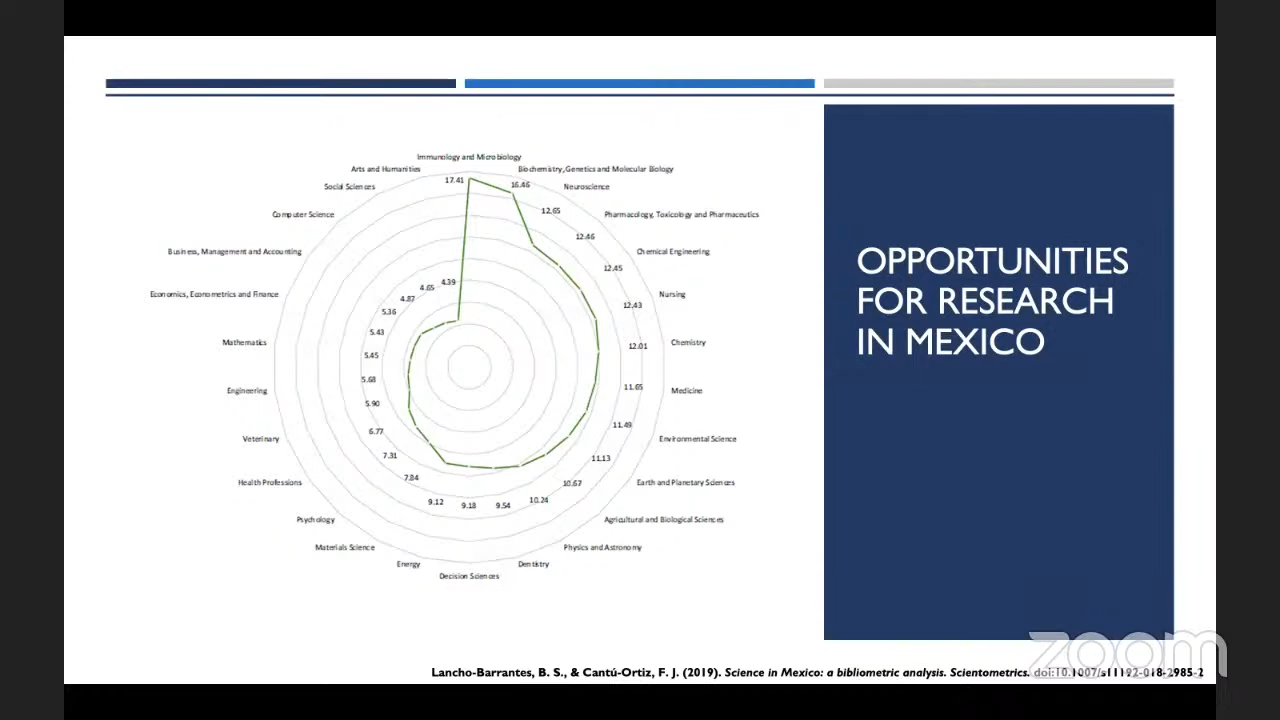 Immunology and Microbiology
Arts and Humanities
Biochemistry, Genetics and Molecular Biology
17.41
16.46
Social Sciences
Neuroscience
12.65
Computer Science
Pharmacology, Toxicology and Pharmaceutics
12.46
Business, Management and Accounting
Chemical Engineering
12.45
4.39
4.65
4.87
Economics, Econometrics and Finance
Nursing
12.43
5.36
5.43
Mathematics
Chemistry
12.01
5.45
5.68
Engineering
Medicine
11.65
5.90
11.49
6.77
Veterinary
Environmental Science
7.31
11.13
7.84
Health Professions
10.67
Earth and Planetary Sciences
9.12
9.18
9.54
10.24
Psychology
Agricultural and Biological Sciences
Materials Science
Physics and Astronomy
Energy
Dentistry
Decision Sciences
OPPORTUNITIES
FOR RESEARCH
IN MEXICO
zoom
Lancho-Barrantes, B. S., & Cantú-Ortiz, F. J. (2019). Science in Mexico: a bibliometric analysis. Scientometrics. doi:10.1007/s11192-018-2985-2